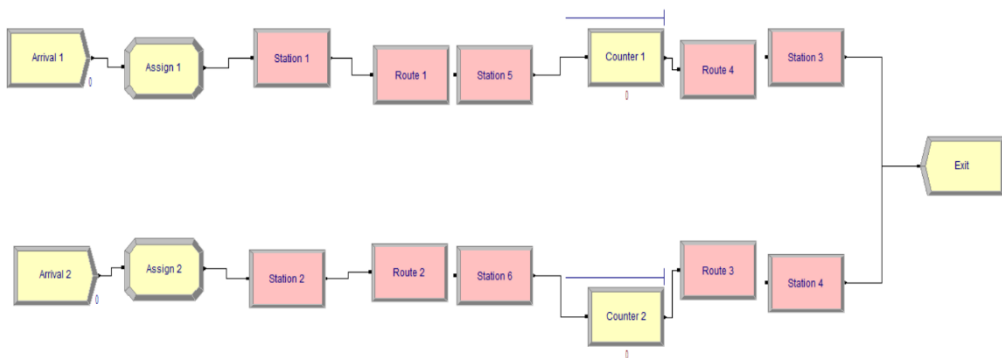 Arrival 1
0
Assign 1
Station 1
Route 1
Station 5
Counter 1
0
Route 4
Station 3
Exit
Arrival 2
0
Assign 2
Station 2
Route 2
Station 6
Counter 2
0
Route 3
Station 4